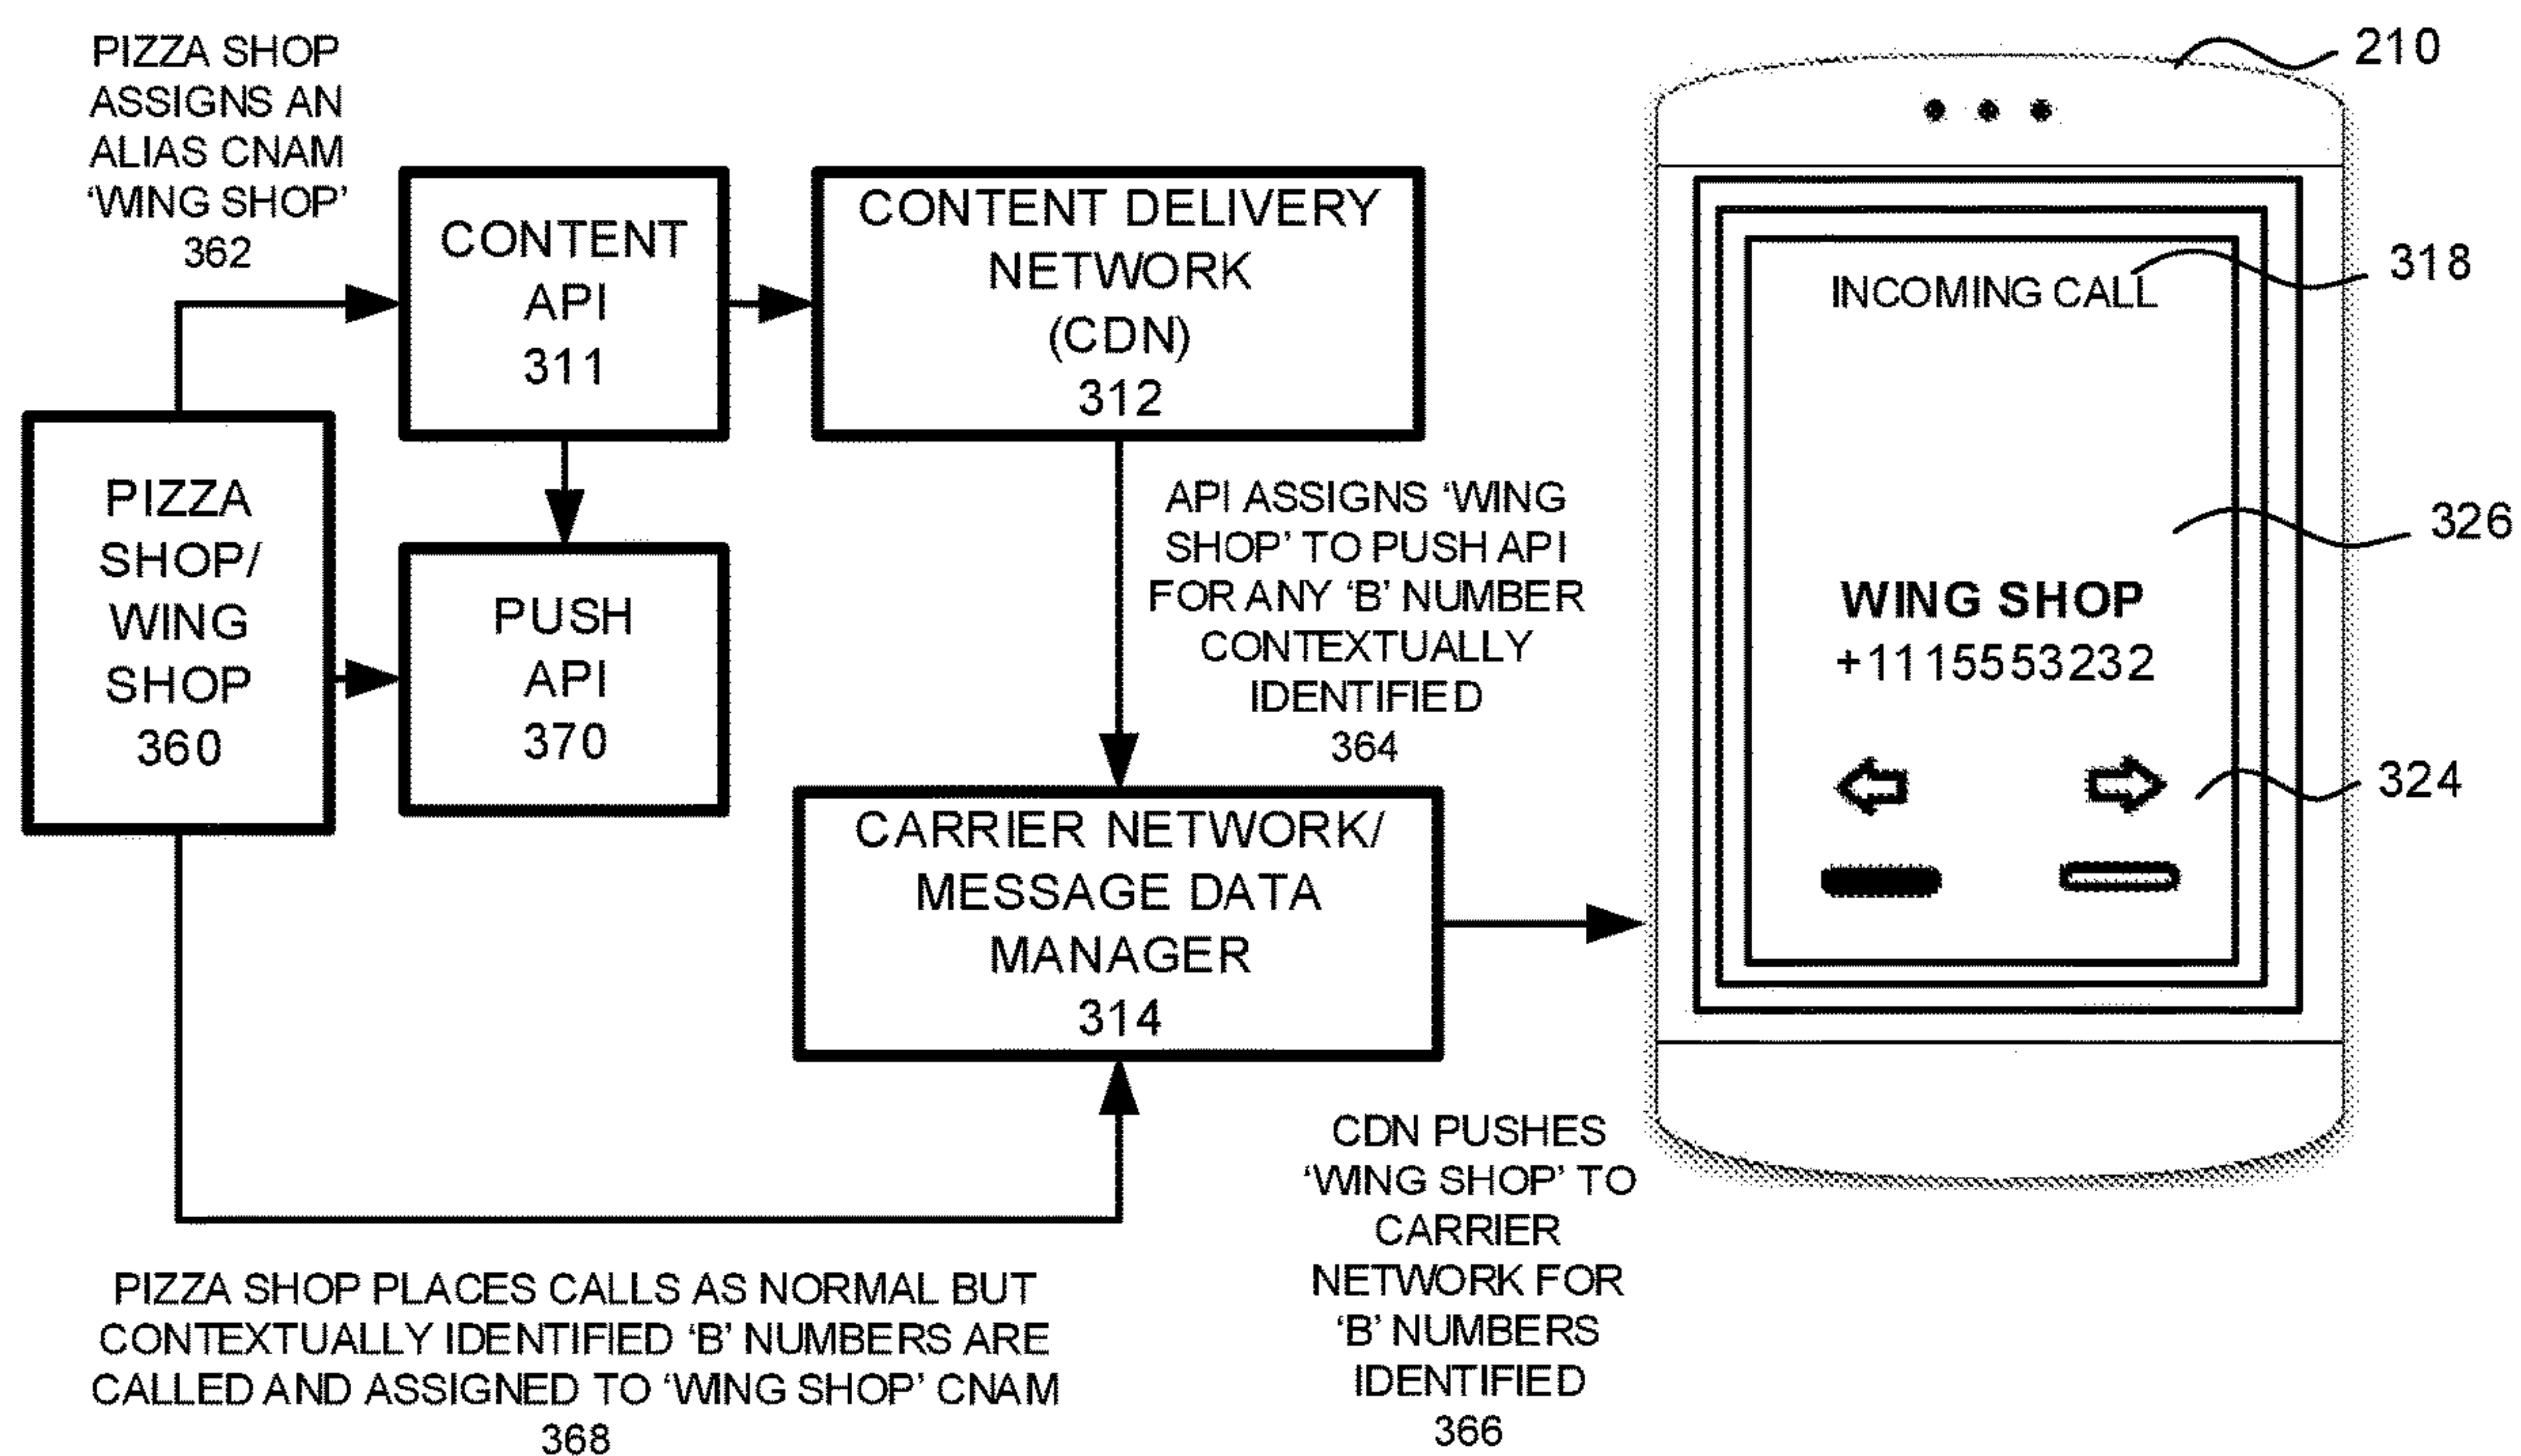 PIZZA SHOP
ASSIGNS AN
ALIAS CNAM
‘WING SHOP’
362
CONTENT
API
311
CONTENT DELIVERY
NETWORK
(CDN)
312
PIZZA
SHOP/
WING
SHOP
360
PUSH
API
370
API ASSIGNS ‘WING
SHOP’ TO PUSH API
FOR ANY ‘B’ NUMBER
CONTEXTUALLY
IDENTIFIED
364
CARRIER NETWORK/
MESSAGE DATA
MANAGER
314
PIZZA SHOP PLACES CALLS AS NORMAL BUT
CONTEXTUALLY IDENTIFIED ‘B’ NUMBERS ARE
CALLED AND ASSIGNED TO ‘WING SHOP’ CNAM
368
CDN PUSHES
‘WING SHOP’ TO
CARRIER
NETWORK FOR
‘B’ NUMBERS
IDENTIFIED
366
210
INCOMING CALL
318
326
WING SHOP
+1115553232
324